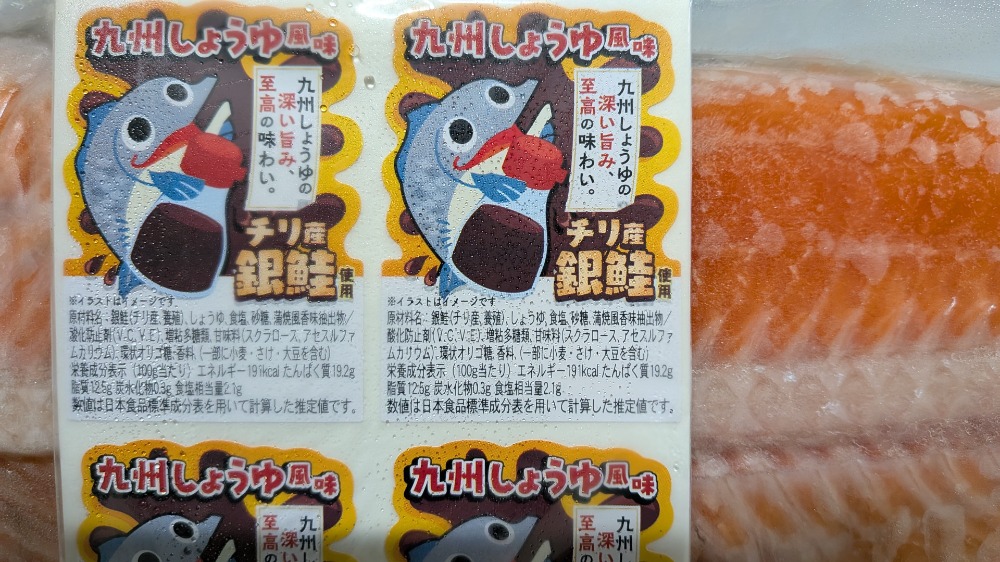 九州しょうゆ風味
九州しょうゆの
深い旨み、
至高の味わい。
チリ産
銀鮭
使用
※イラストはイメージです
原材料名:銀鮭(チリ産、養殖)、しょうゆ、食塩、砂糖、蒲焼風香味抽出物/
酸化防止剤(V.C、V.E)、増粘多糖類、甘味料(スクラロース、アセスルファ
ムカリウム)、環状オリゴ糖、香料、(一部に小麦・さけ・大豆を含む)
栄養成分表示(100g当たり)エネルギー191kcal たんぱく質19.2g
脂質12.5g 炭水化物0.3g 食塩相当量2.1g
数値は日本食品標準成分表を用いて計算した推定値です。
九州しょうゆ風味
九州しょうゆの
深い旨み、
至高の味わい。
チリ産
銀鮭
使用
※イラストはイメージです
原材料名:銀鮭(チリ産、養殖)、しょうゆ、食塩、砂糖、蒲焼風香味抽出物/
酸化防止剤(V.C、V.E)、増粘多糖類、甘味料(スクラロース、アセスルファ
ムカリウム)、環状オリゴ糖、香料、(一部に小麦・さけ・大豆を含む)
栄養成分表示(100g当たり)エネルギー191kcal たんぱく質19.2g
脂質12.5g 炭水化物0.3g 食塩相当量2.1g
数値は日本食品標準成分表を用いて計算した推定値です。
九州しょうゆ風味
九州し
深い
至高の
九州しょうゆ風味
九州し
深い
至高の